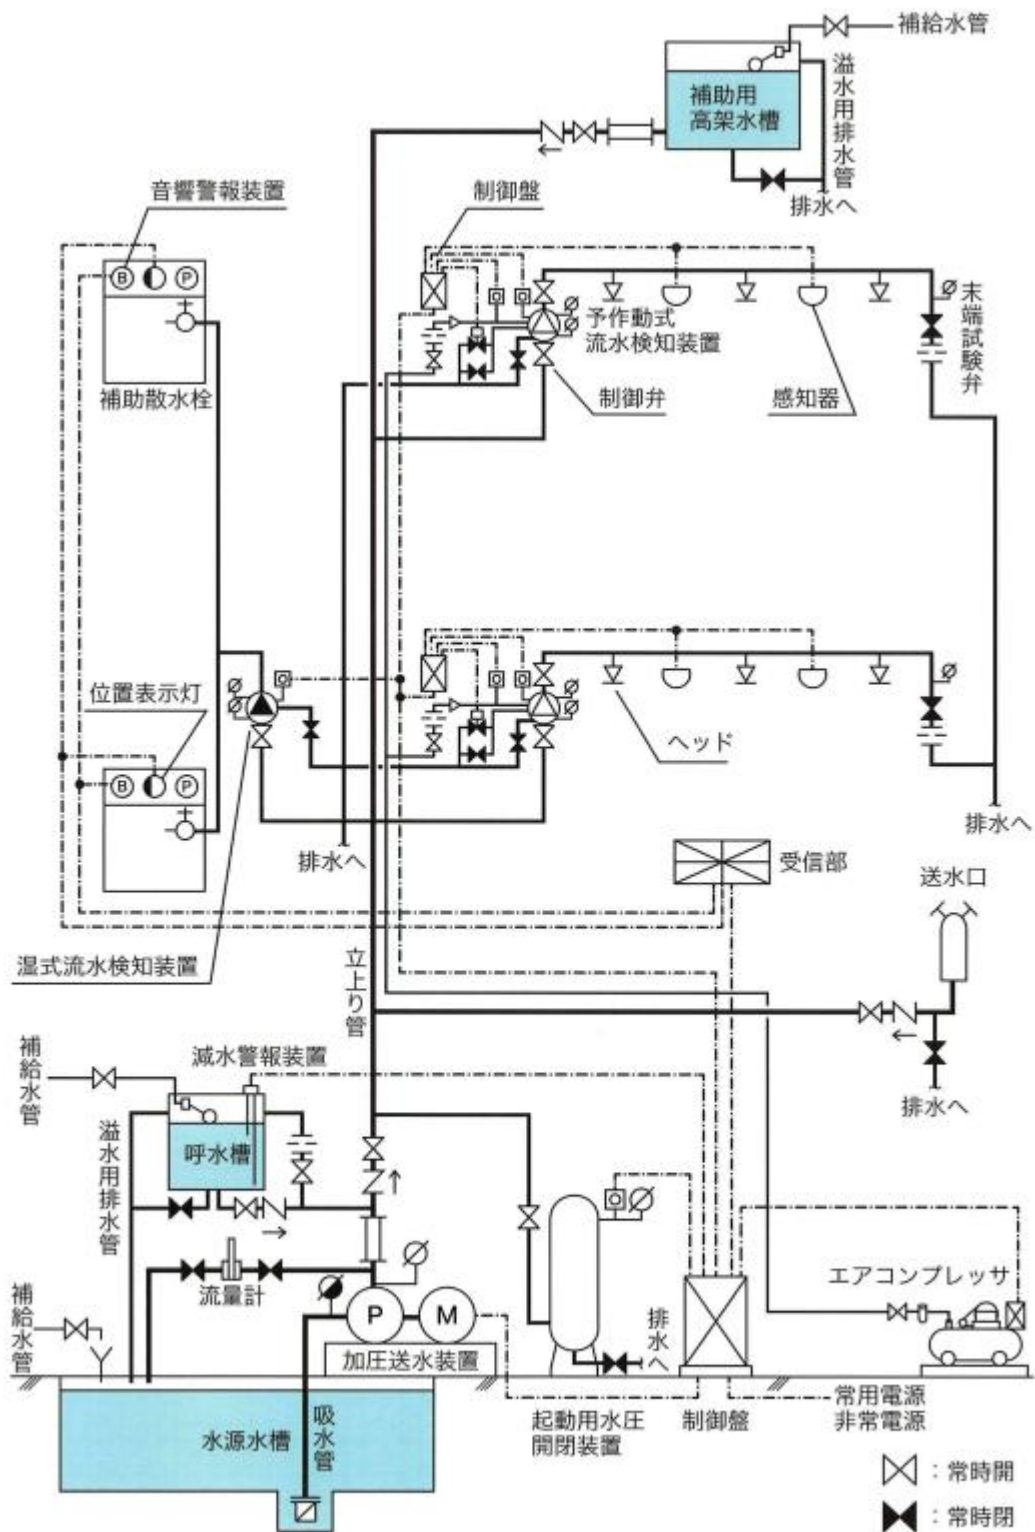 補給水管
補助用
高架水槽
溢水用排水管
排水へ
音響警報装置
制御盤
B
P
予作動式
流水検知装置
末端試験弁
補助散水栓
制御弁
感知器
位置表示灯
B
P
ヘッド
排水へ
排水へ
受信部
送水口
湿式流水検知装置
立上り管
補給水管
減水警報装置
排水へ
呼水槽
溢水用排水管
流量計
エアコンプレッサ
補給水管
P
M
排水へ
加圧送水装置
水源水槽
吸水管
起動用水圧
開閉装置
制御盤
常用電源
非常電源
：常時開
：常時閉